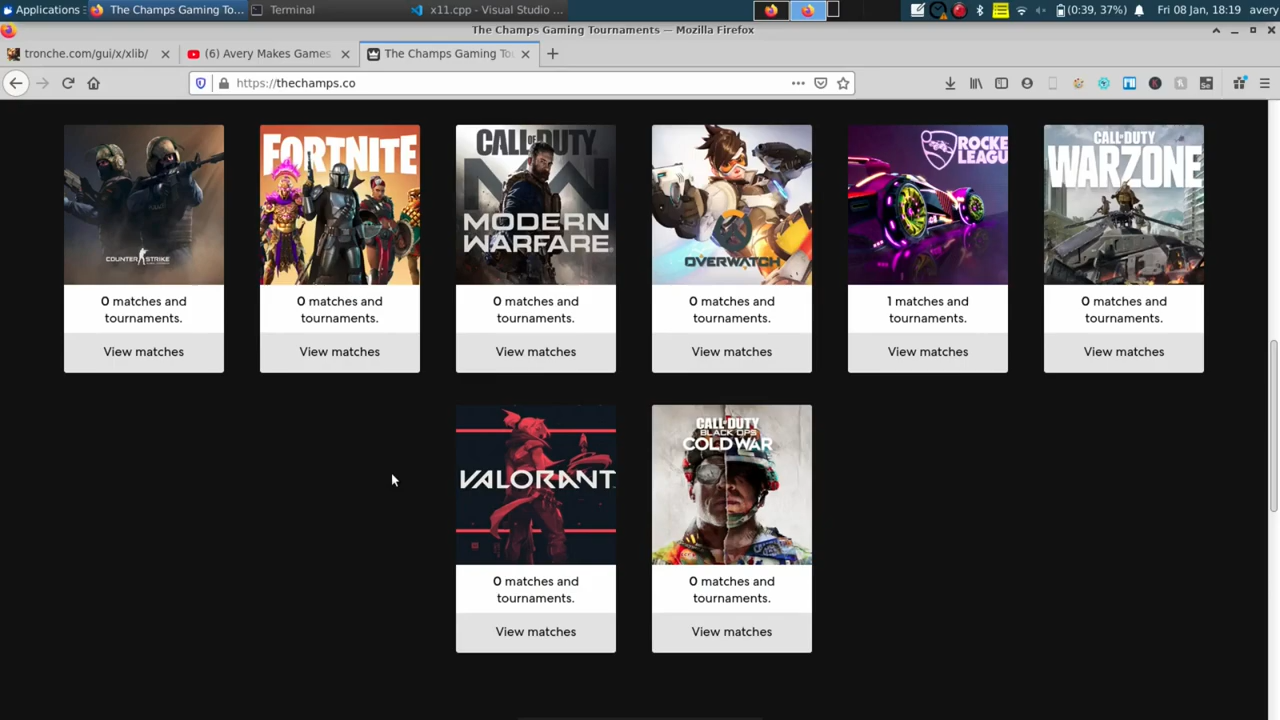 Applications
The Champs Gaming To...
Terminal
x11.cpp - Visual Studio ...
(0:39, 37%)
Fri 08 Jan, 18:19
avery
The Champs Gaming Tournaments — Mozilla Firefox
tronche.com/gui/x/xlib/
(6) Avery Makes Games
The Champs Gaming To
https://thechamps.co
COUNTER STRIKE
FORTNITE
CALL OF DUTY
MW
MODERN
WARFARE
OVERWATCH
ROCKE
LEAGU
CALL OF DUTY
WARZONE
0 matches and
tournaments.
0 matches and
tournaments.
0 matches and
tournaments.
0 matches and
tournaments.
1 matches and
tournaments.
0 matches and
tournaments.
View matches
View matches
View matches
View matches
View matches
View matches
VALORANT
CALL OF DUTY
BLACK OPS
COLD WAR
0 matches and
tournaments.
0 matches and
tournaments.
View matches
View matches